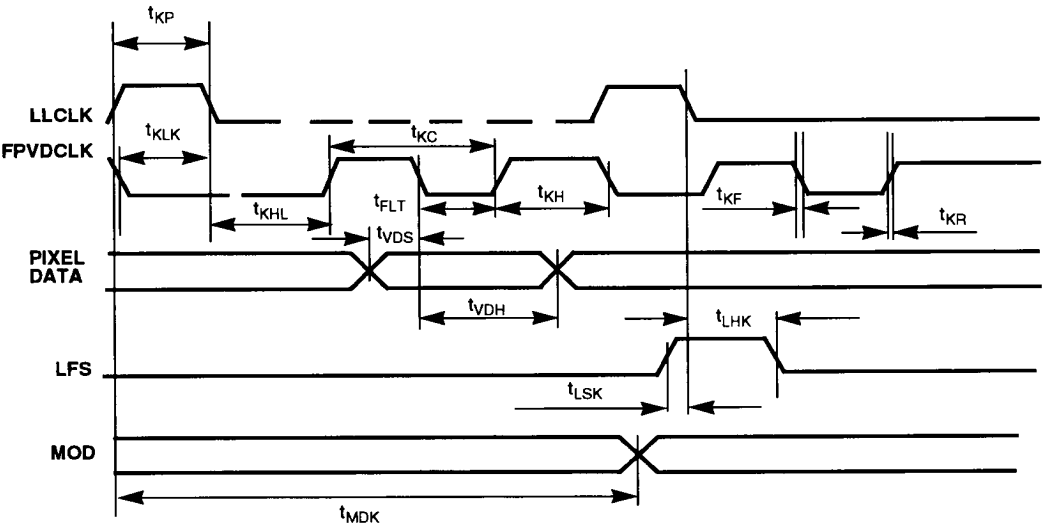 tKP
LLCLK
tKLK
tKC
FPVDCLK
tKHL
tFLT
tKH
tKF
tKR
tVDS
PIXEL
DATA
tVDH
tLHK
LFS
tLSK
MOD
tMDK